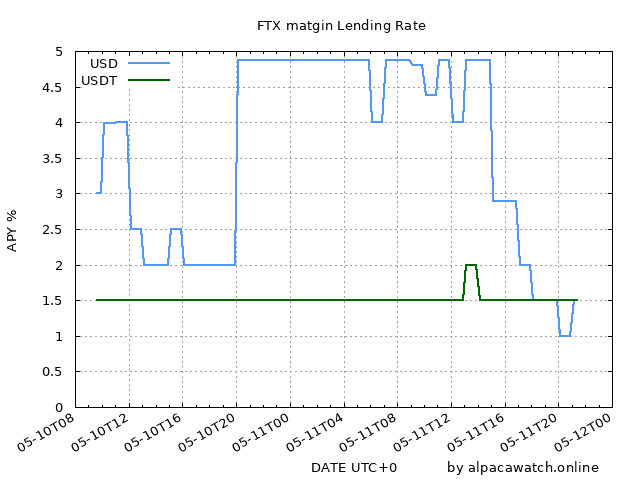 FTX matgin Lending Rate
USD
USDT
5
4.5
4
3.5
3
2.5
2
1.5
1
0.5
0
APY %
05-10T08
05-10T12
05-10T16
05-10T20
05-11T00
05-11T04
05-11T08
05-11T12
05-11T16
05-11T20
05-12T00
DATE UTC+0
by alpacawatch.online